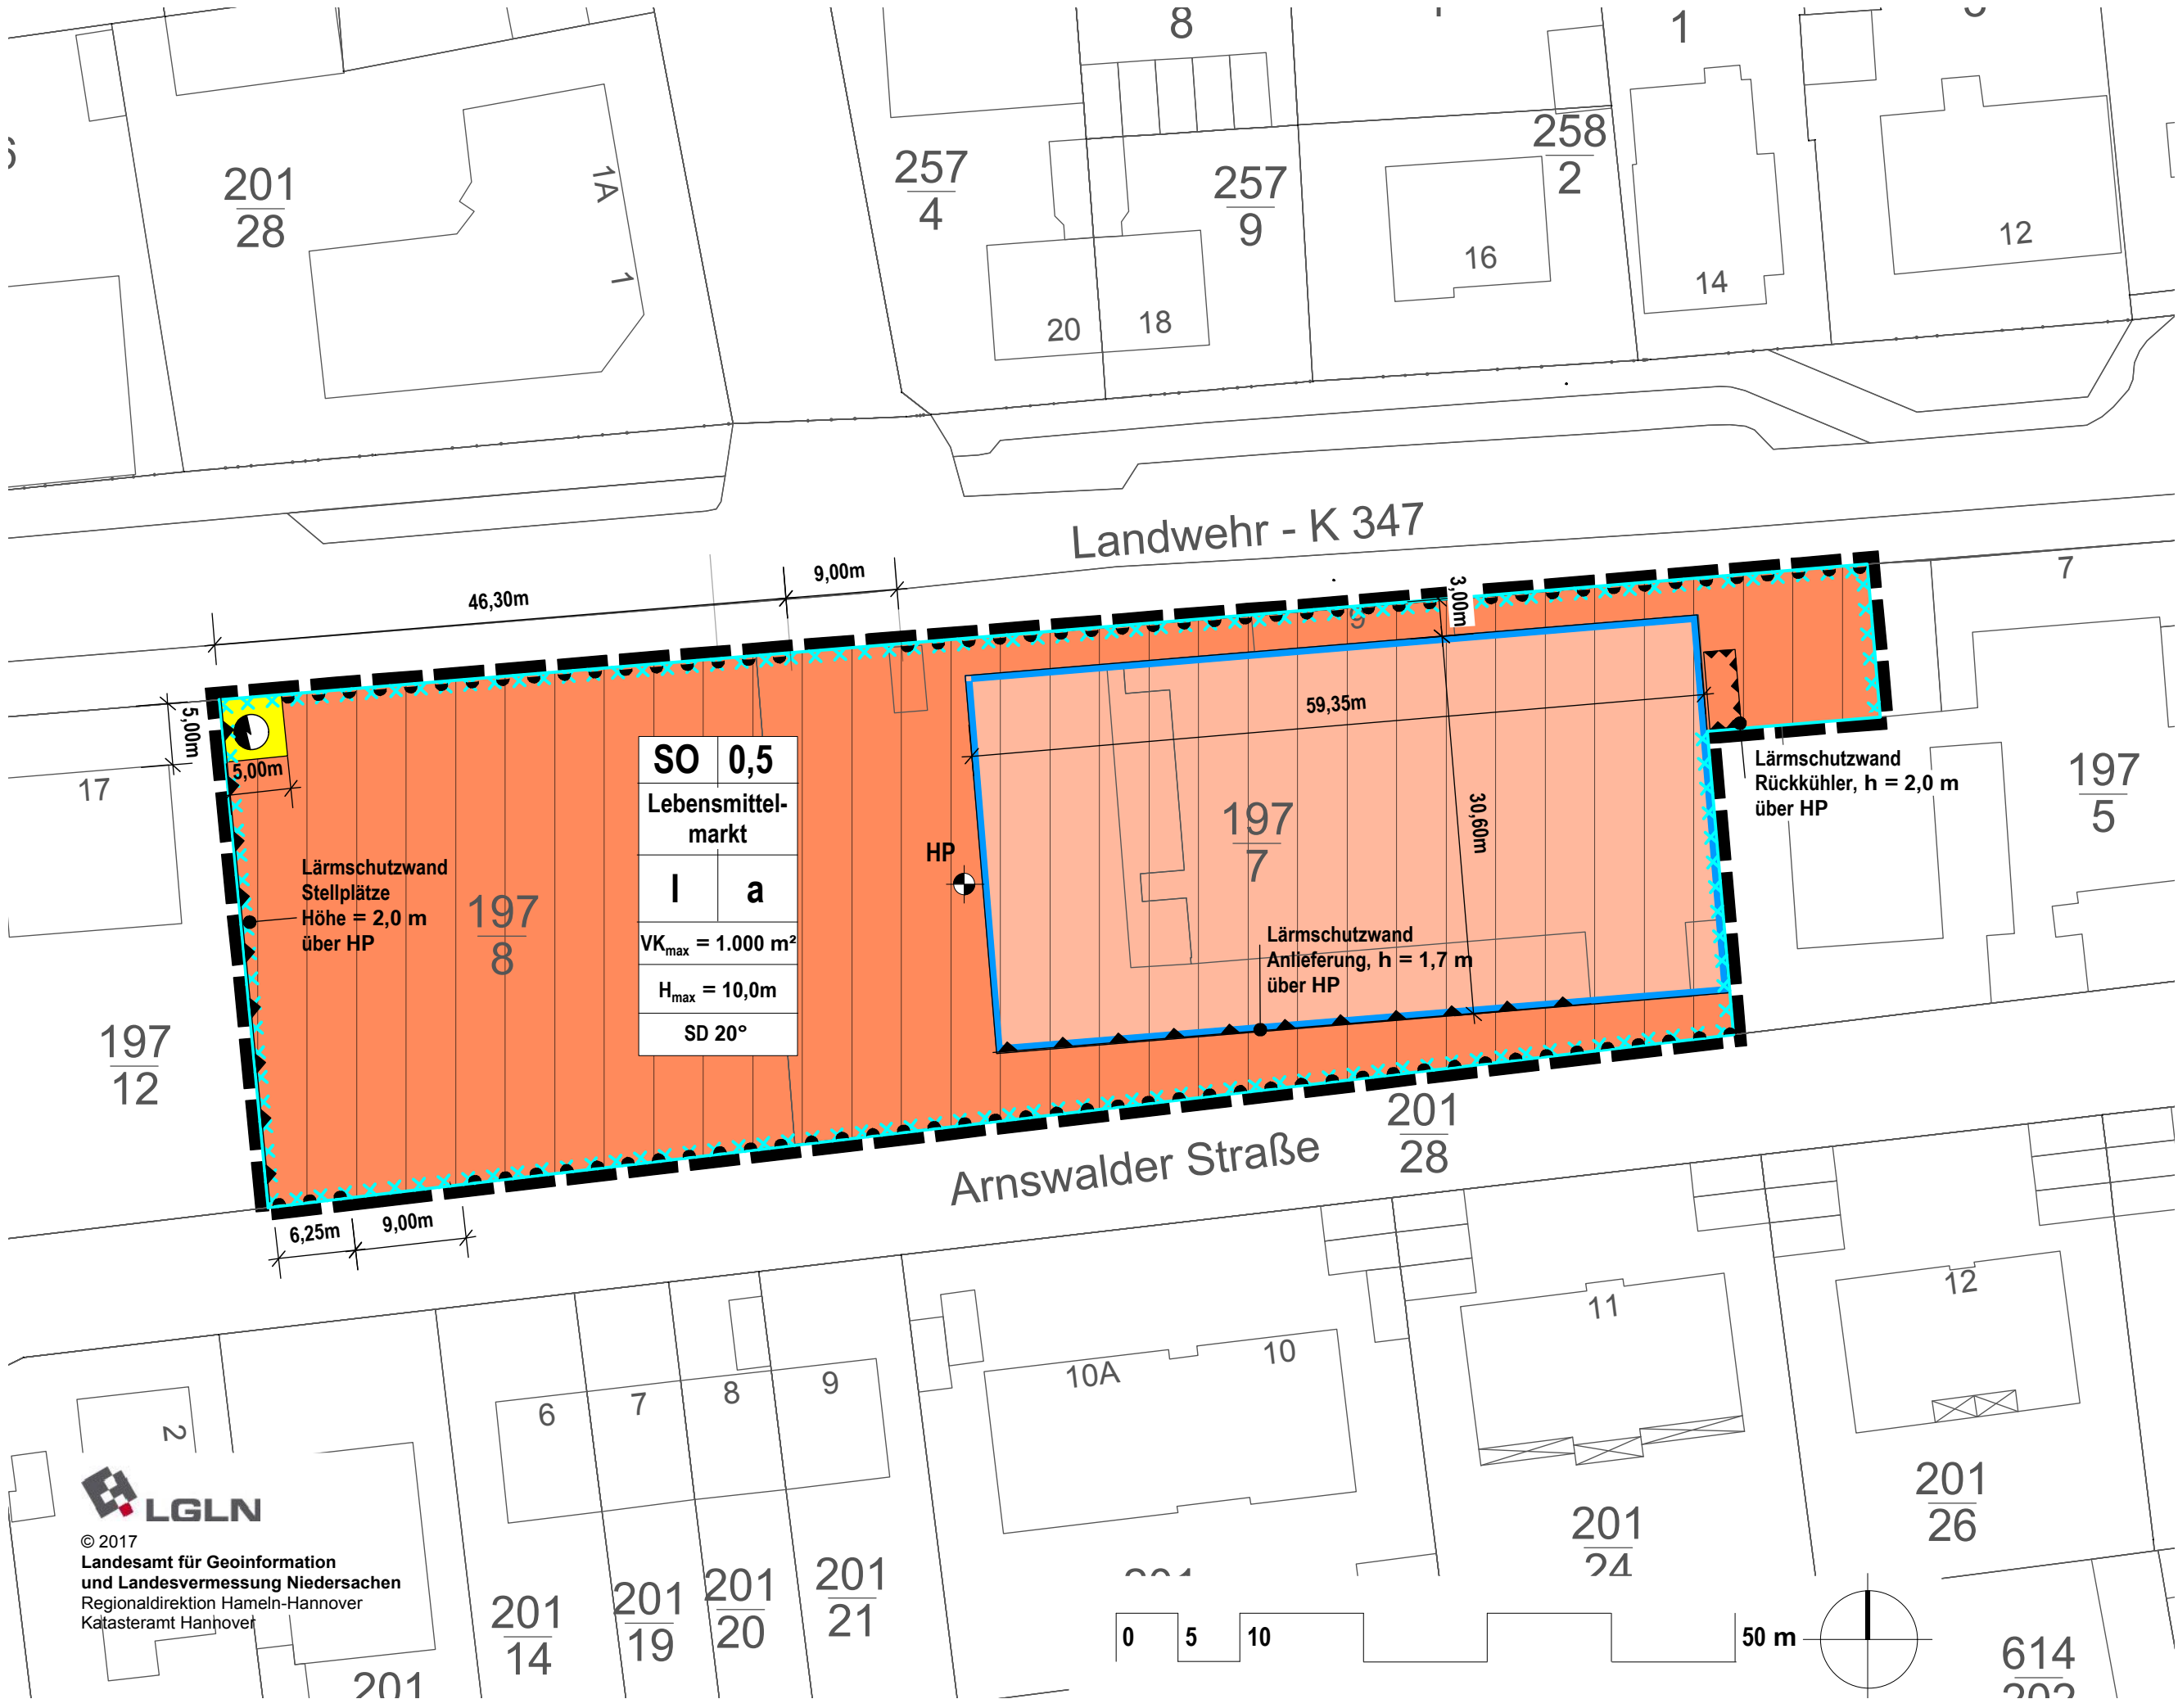 8
1
201
28
1A
1
257
4
257
9
258
2
16
14
12
20
18
Landwehr - K 347
7
46,30m
9,00m
3,00m
9
5,00m
5,00m
17
59,35m
SO 0,5
Lebensmittel-
markt
I a
VKmax = 1.000 m²
Hmax = 10,0m
SD 20°
Lärmschutzwand
Rückkühler, h = 2,0 m
über HP
197
5
197
7
30,60m
HP
Lärmschutzwand
Stellplätze
Höhe = 2,0 m
über HP
197
8
Lärmschutzwand
Anlieferung, h = 1,7 m
über HP
197
12
201
28
Arnswalder Straße
6,25m
9,00m
2
6
7
8
9
10A
10
11
12
LGLN
© 2017
Landesamt für Geoinformation
und Landesvermessung Niedersachen
Regionaldirektion Hameln-Hannover
Katasteramt Hannover
201
14
201
19
201
20
201
21
201
24
201
26
201
0 5 10 50 m
614
202